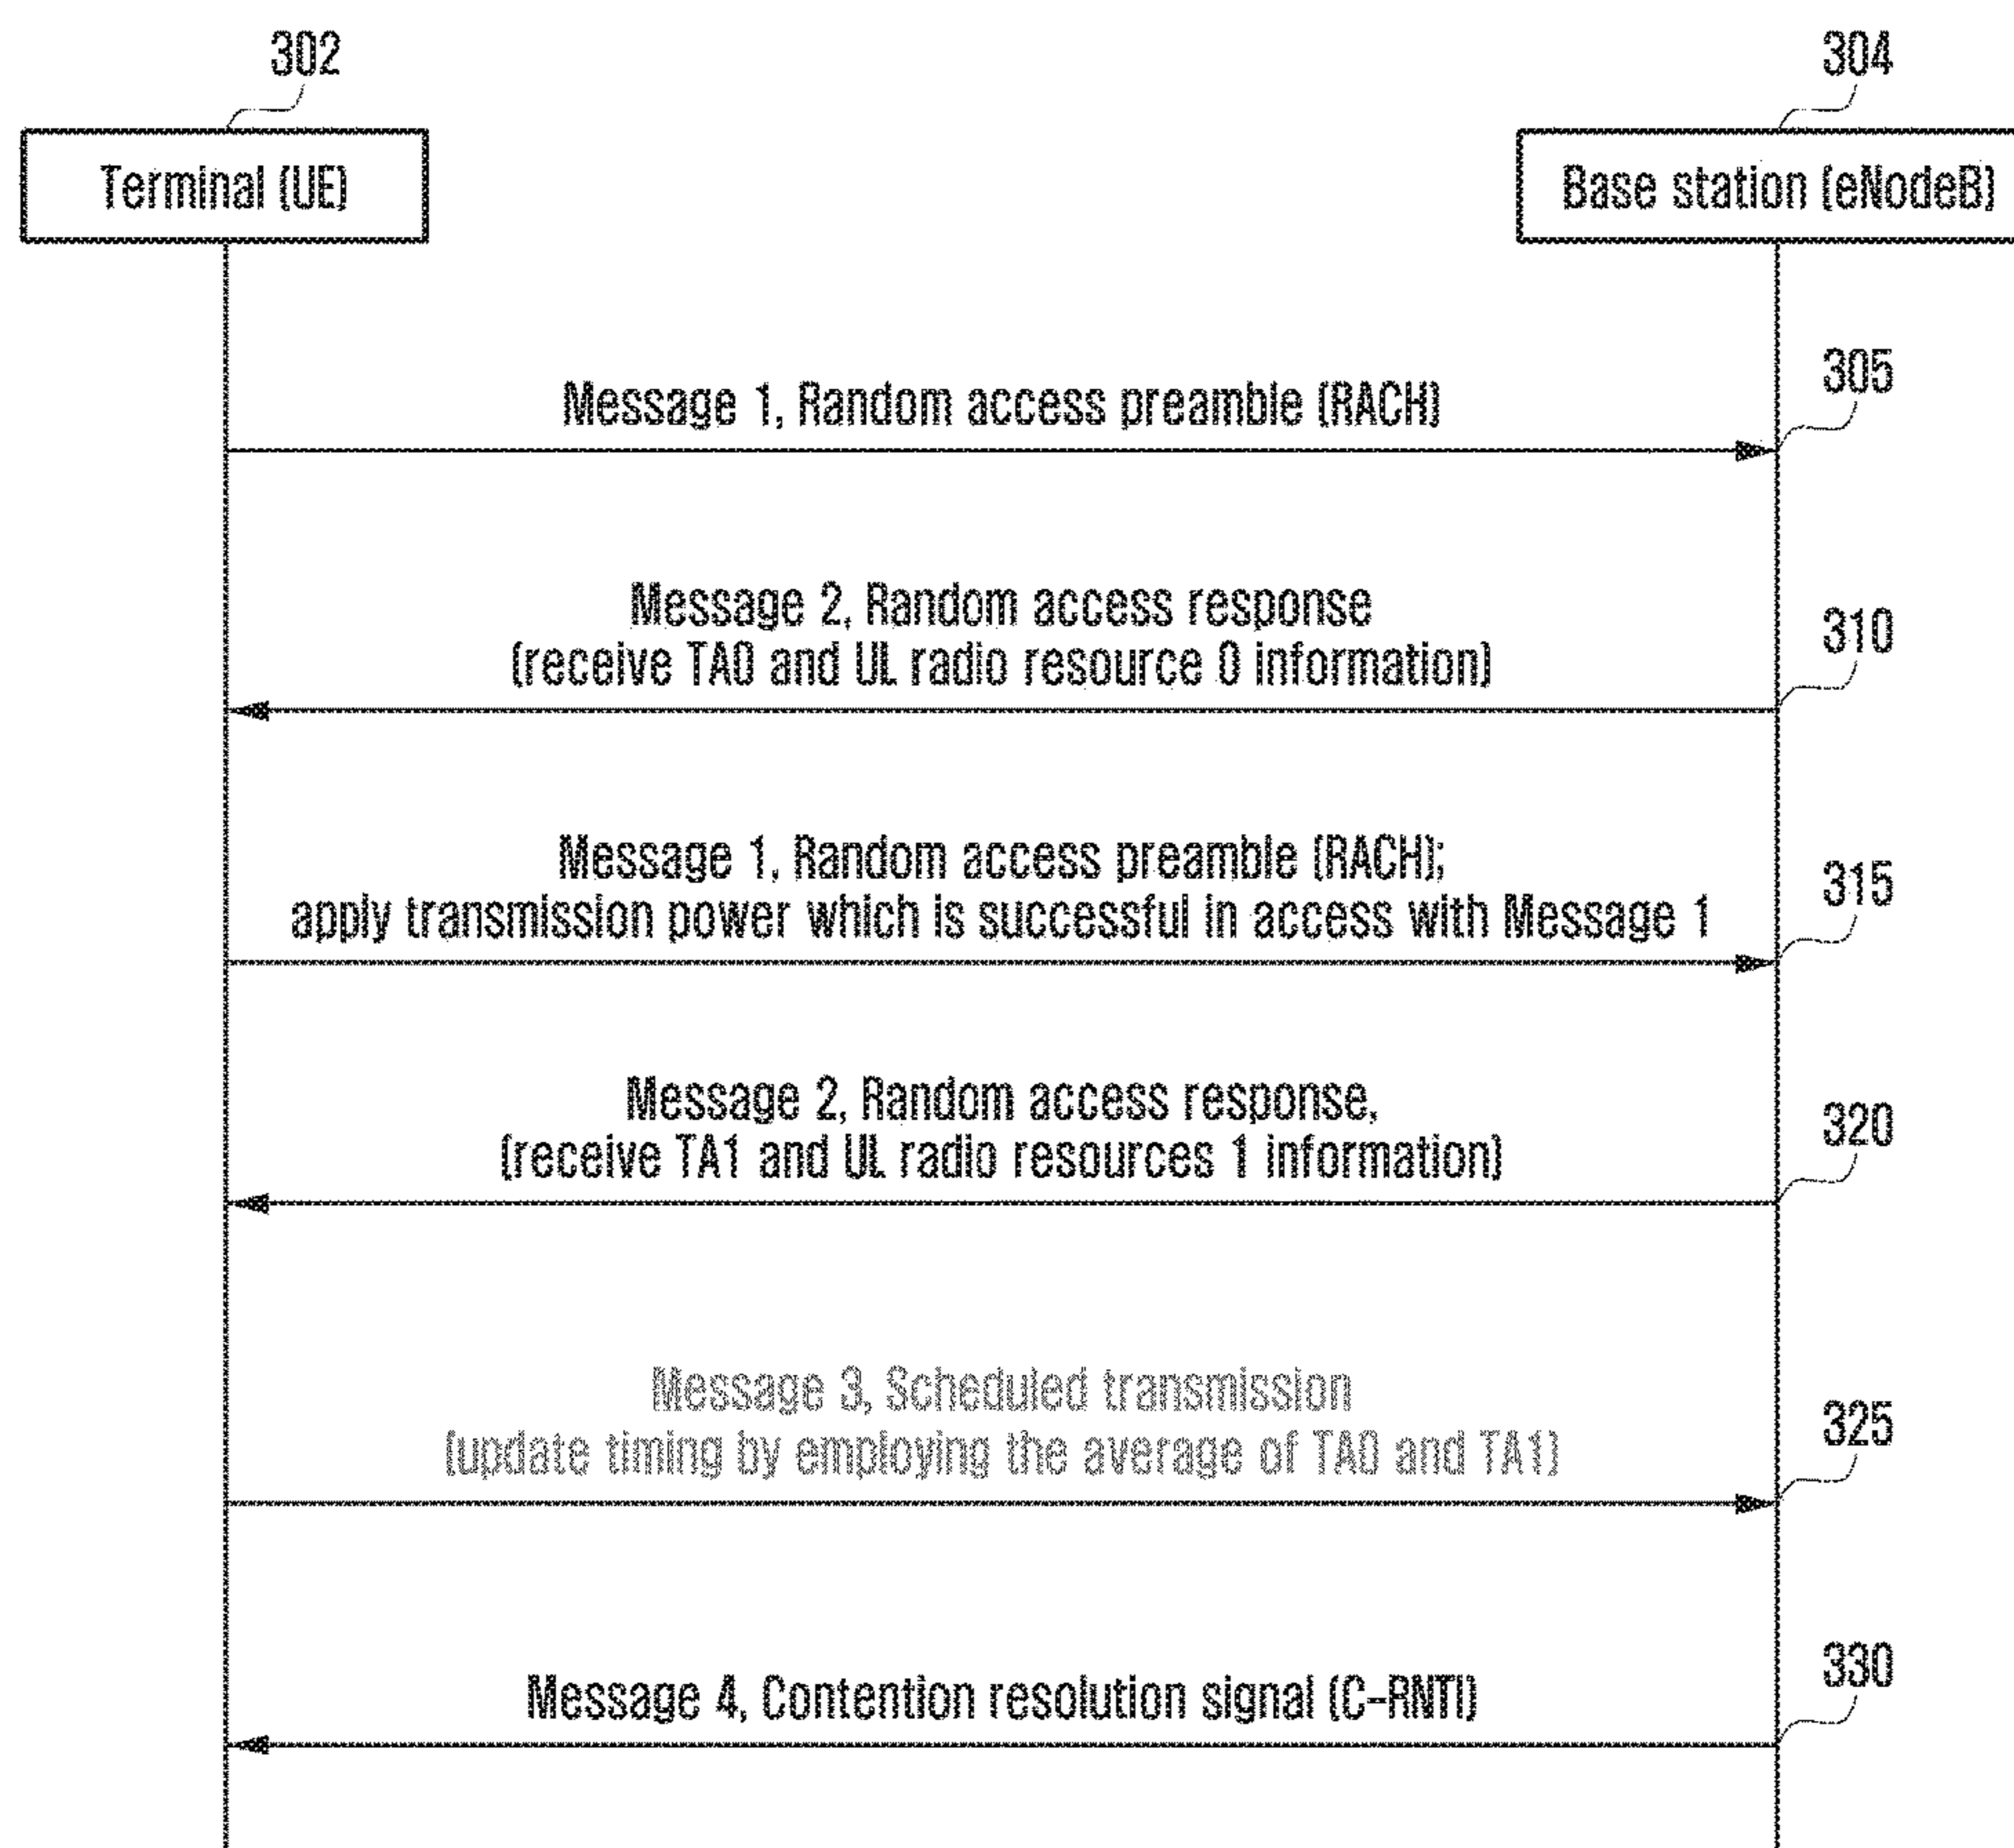 302
304
Terminal (UE)
Base station (eNodeB)
305
Message 1, Random access preamble (RACH)
Message 2, Random access response
310
(receive TA0 and UL radio resource 0 information)
Message 1, Random access preamble (RACH);
315
apply transmission power which is successful in access with Message 1
Message 2, Random access response,
320
(receive TA1 and UL radio resources 1 information)
Message 3, Scheduled transmission
325
(update timing by employing the average of TA0 and TA1)
330
Message 4, Contention resolution signal (C-RNTI)